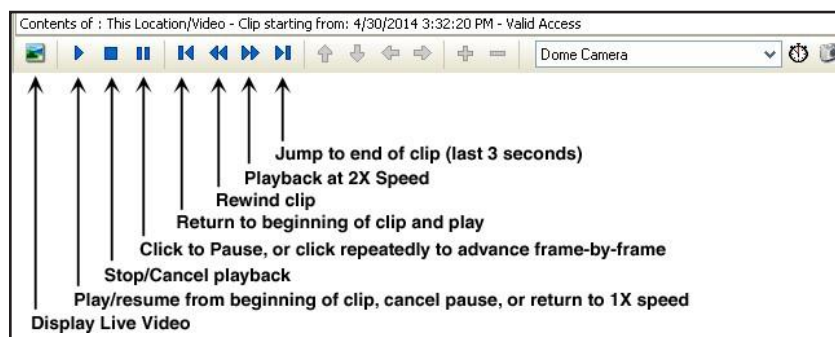 Contents of : This Location/Video - Clip starting from: 4/30/2014 3:32:20 PM - Valid Access
Dome Camera
Jump to end of clip (last 3 seconds)
Playback at 2X Speed
Rewind clip
Return to beginning of clip and play
Click to Pause, or click repeatedly to advance frame-by-frame
Stop/Cancel playback
Play/resume from beginning of clip, cancel pause, or return to 1X speed
Display Live Video